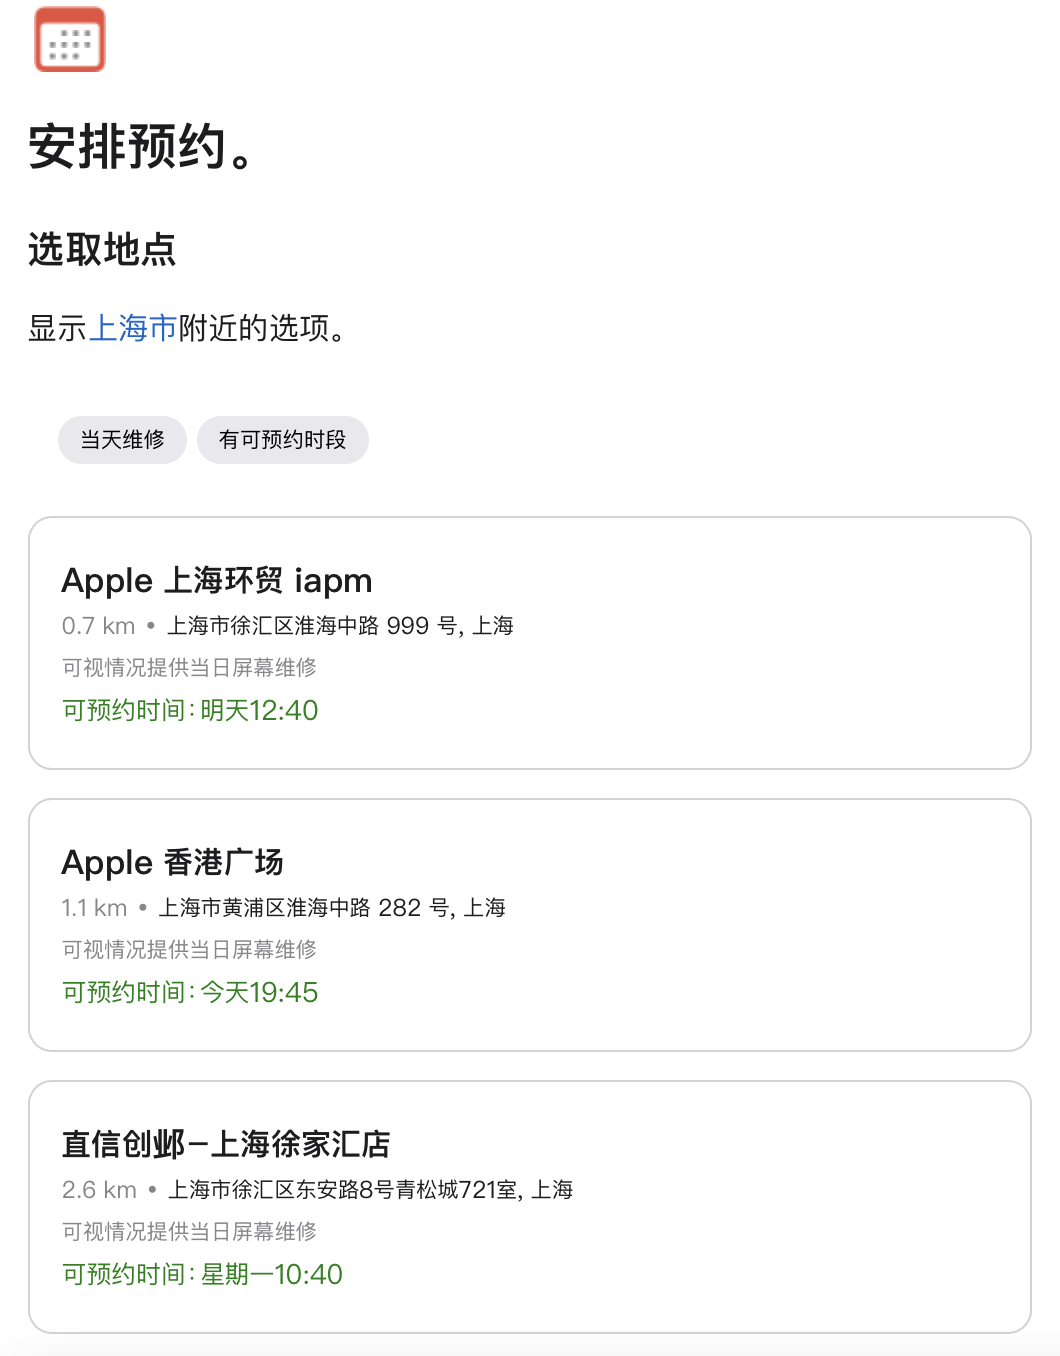 安排预约。
选取地点
显示上海市附近的选项。
当天维修
有可预约时段
Apple 上海环贸 iapm
0.7 km • 上海市徐汇区淮海中路 999 号, 上海
可视情况提供当日屏幕维修
可预约时间：明天12:40
Apple 香港广场
1.1 km • 上海市黄浦区淮海中路 282 号, 上海
可视情况提供当日屏幕维修
可预约时间：今天19:45
直信创邺－上海徐家汇店
2.6 km • 上海市徐汇区东安路8号青松城721室, 上海
可视情况提供当日屏幕维修
可预约时间：星期一10:40